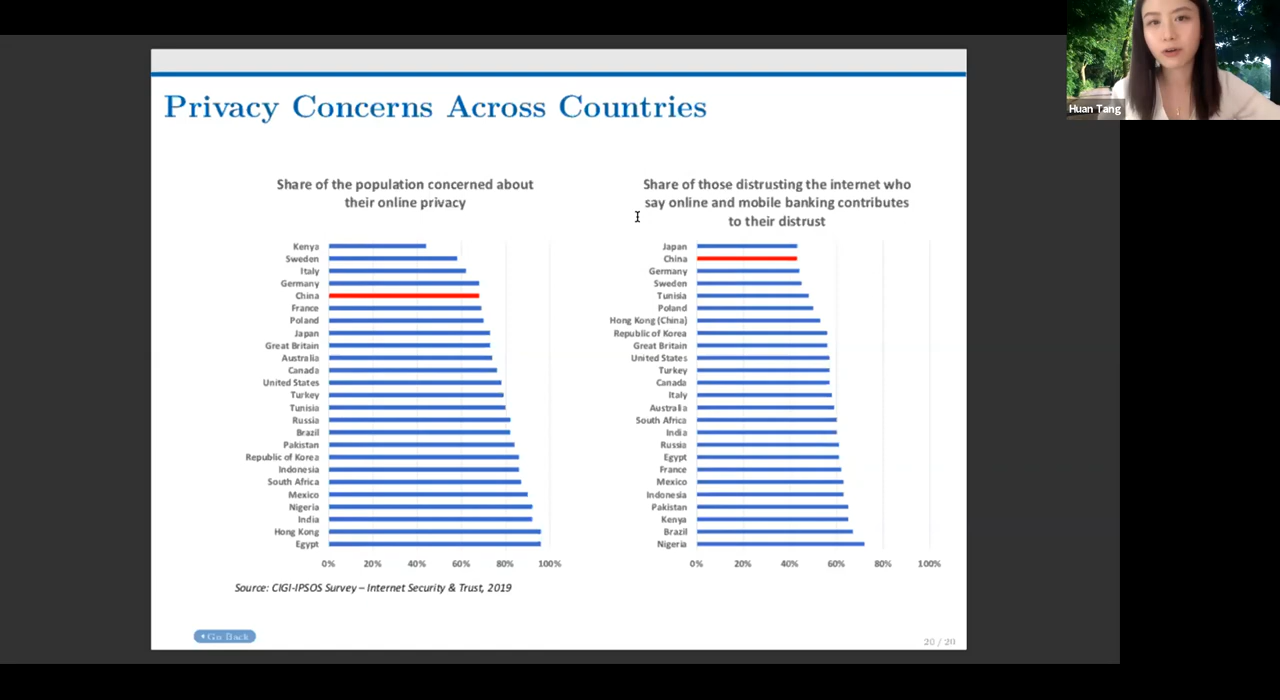 Huan Tang
Privacy Concerns Across Countries
Share of the population concerned about
their online privacy
Kenya
Sweden
Italy
Germany
China
France
Poland
Japan
Great Britain
Australia
Canada
United States
Turkey
Tunisia
Russia
Brazil
Pakistan
Republic of Korea
Indonesia
South Africa
Mexico
Nigeria
India
Hong Kong
Egypt
0% 20% 40% 60% 80% 100%
Share of those distrusting the internet who
say online and mobile banking contributes
to their distrust
Japan
China
Germany
Sweden
Tunisia
Poland
Hong Kong (China)
Republic of Korea
Great Britain
United States
Turkey
Canada
Italy
Australia
South Africa
India
Russia
Egypt
France
Mexico
Indonesia
Pakistan
Kenya
Brazil
Nigeria
0% 20% 40% 60% 80% 100%
Source: CIGI-IPSOS Survey – Internet Security & Trust, 2019
Go Back
20 / 20